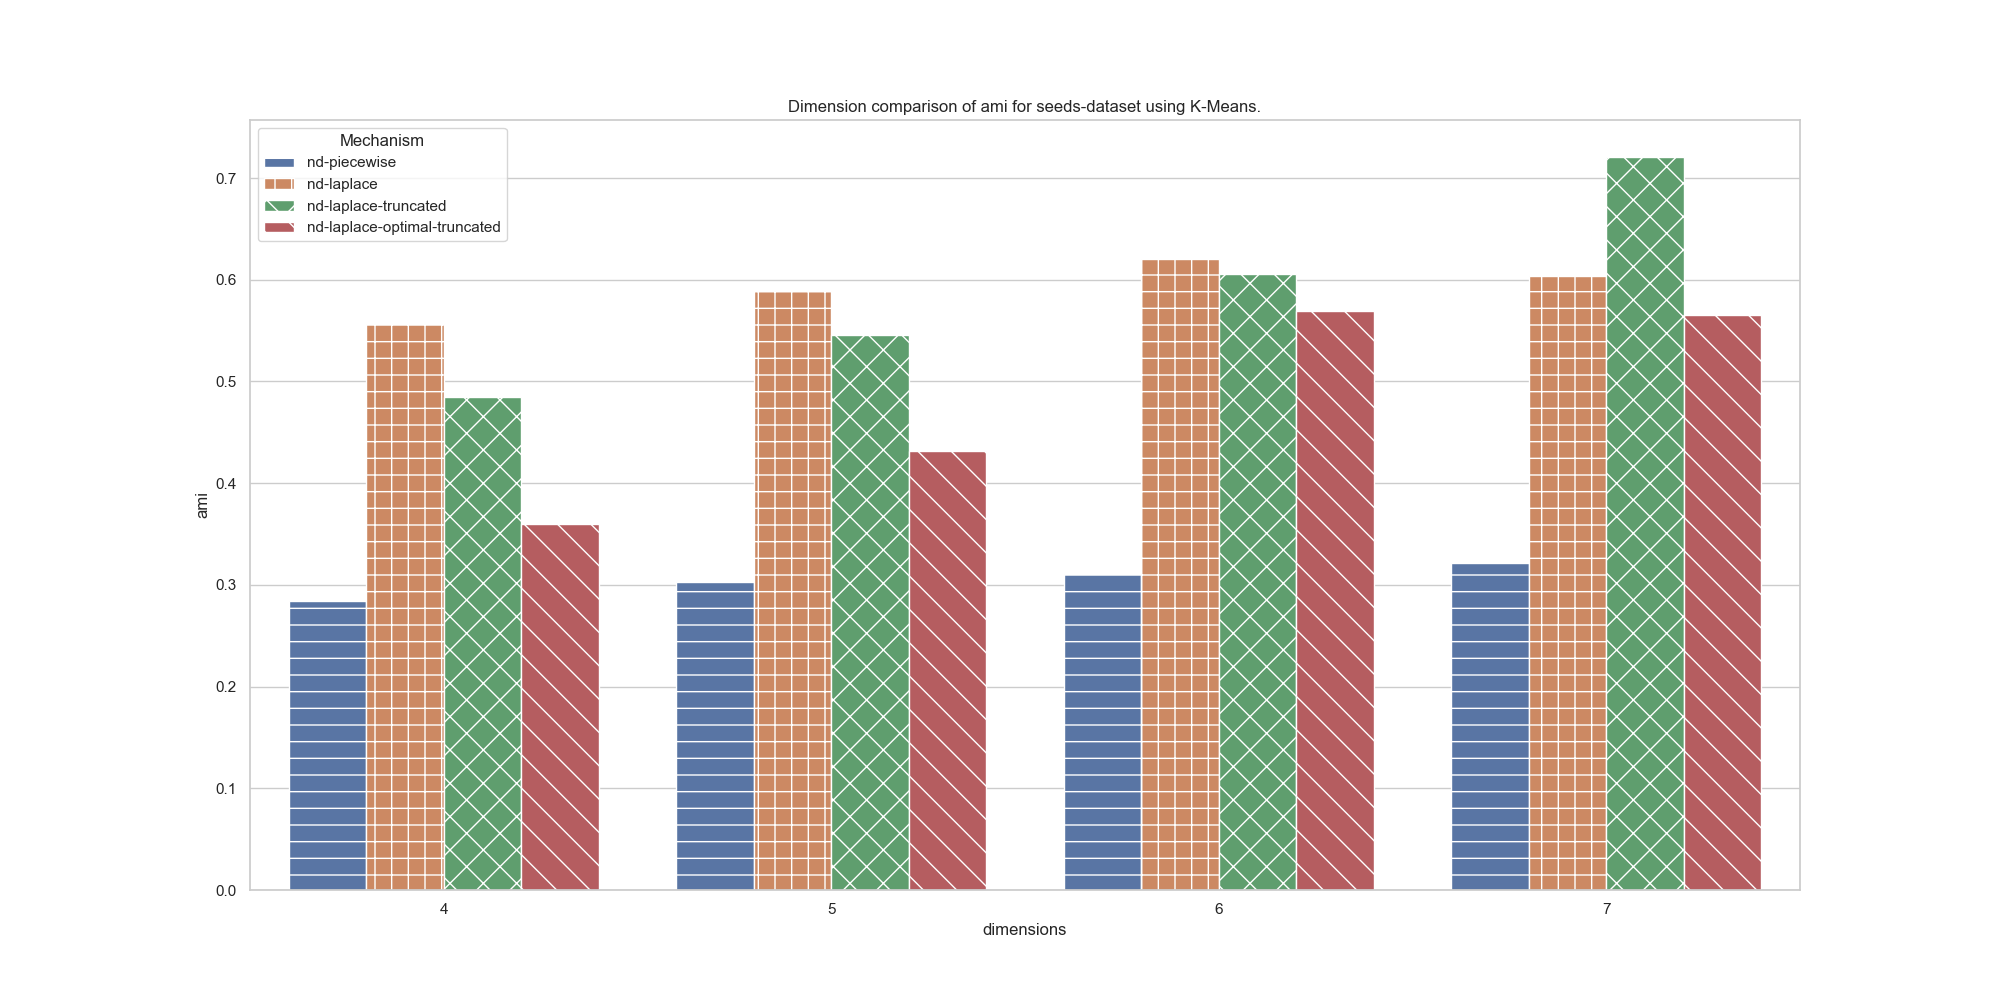 Dimension comparison of ami for seeds-dataset using K-Means.
Mechanism
nd-piecewise
nd-laplace
nd-laplace-truncated
nd-laplace-optimal-truncated
ami
0.7
0.6
0.5
0.4
0.3
0.2
0.1
0.0
4 5 6 7
dimensions